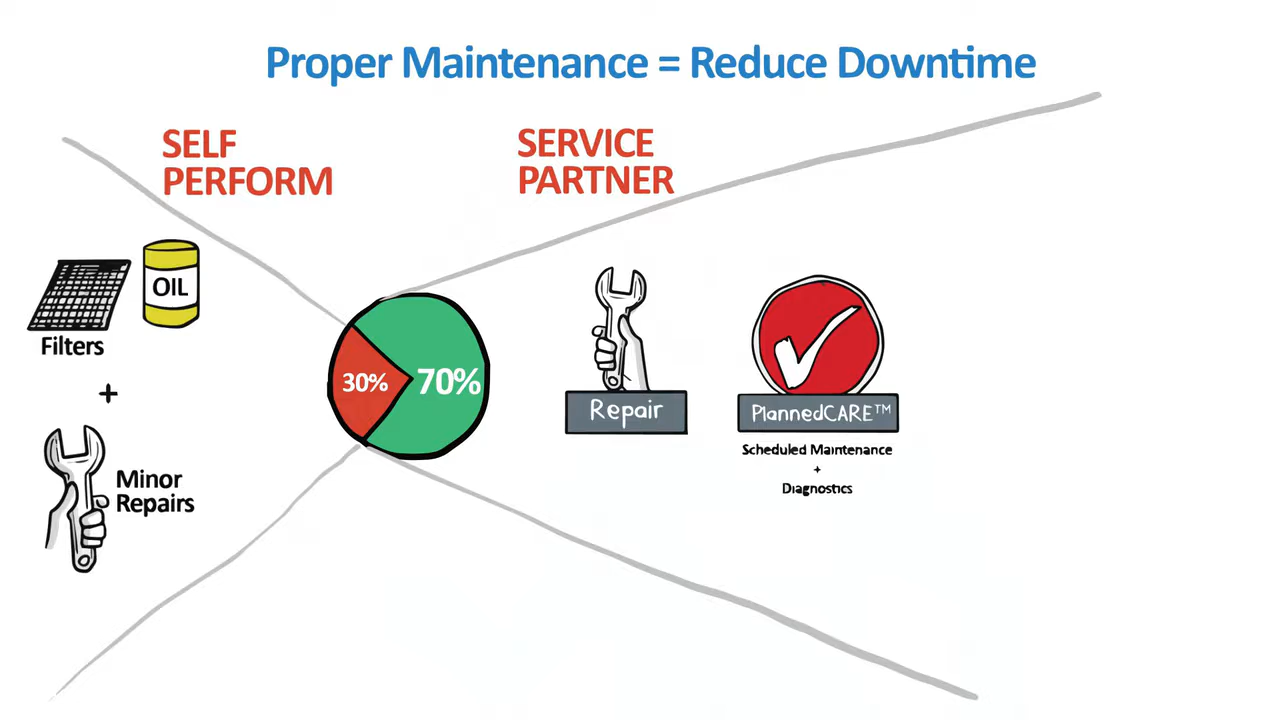 Proper Maintenance = Reduce Downtime
SELF
PERFORM
SERVICE
PARTNER
OIL
Filters
+
Minor
Repairs
30%
70%
Repair
PlannedCARE™
Scheduled Maintenance
+
Diagnostics